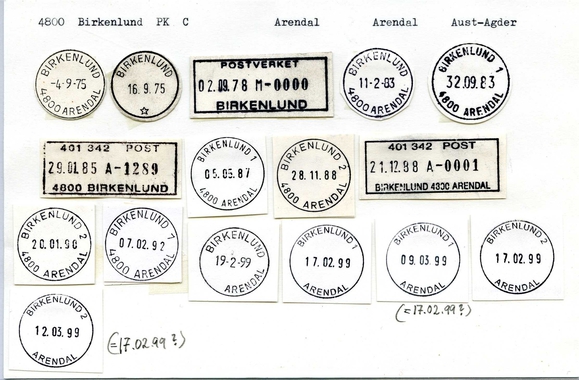 4800 Birkenlund PK C Arendal Arendal Aust-Agder
BIRKENLUND
-4.-9.75
4800 ARENDAL
BIRKENLUND
16.9.75
POSTVERKET
02.09.78 M-0000
BIRKENLUND
BIRKENLUND
11-2-83
4800 ARENDAL
BIRKENLUND 1
32.09.83
4800 ARENDAL
401 342 POST
29.01.85 A-1289
4800 BIRKENLUND
BIRKENLUND 1
05.05.87
4800 ARENDAL
BIRKENLUND 2
28.11.88
4800 ARENDAL
401 342 POST
21.12.88 A-0001
BIRKENLUND 4800 ARENDAL
BIRKENLUND 2
20.01.90
4800 ARENDAL
BIRKENLUND 1
07.02.92
4800 ARENDAL
BIRKENLUND
19-2-99
ARENDAL
BIRKENLUND 1
17.02.99
ARENDAL
BIRKENLUND 1
09.03.99
ARENDAL
(=17.02.99?)
BIRKENLUND 2
17.02.99
ARENDAL
BIRKENLUND 2
12.03.99
ARENDAL
(=17.02.99?)